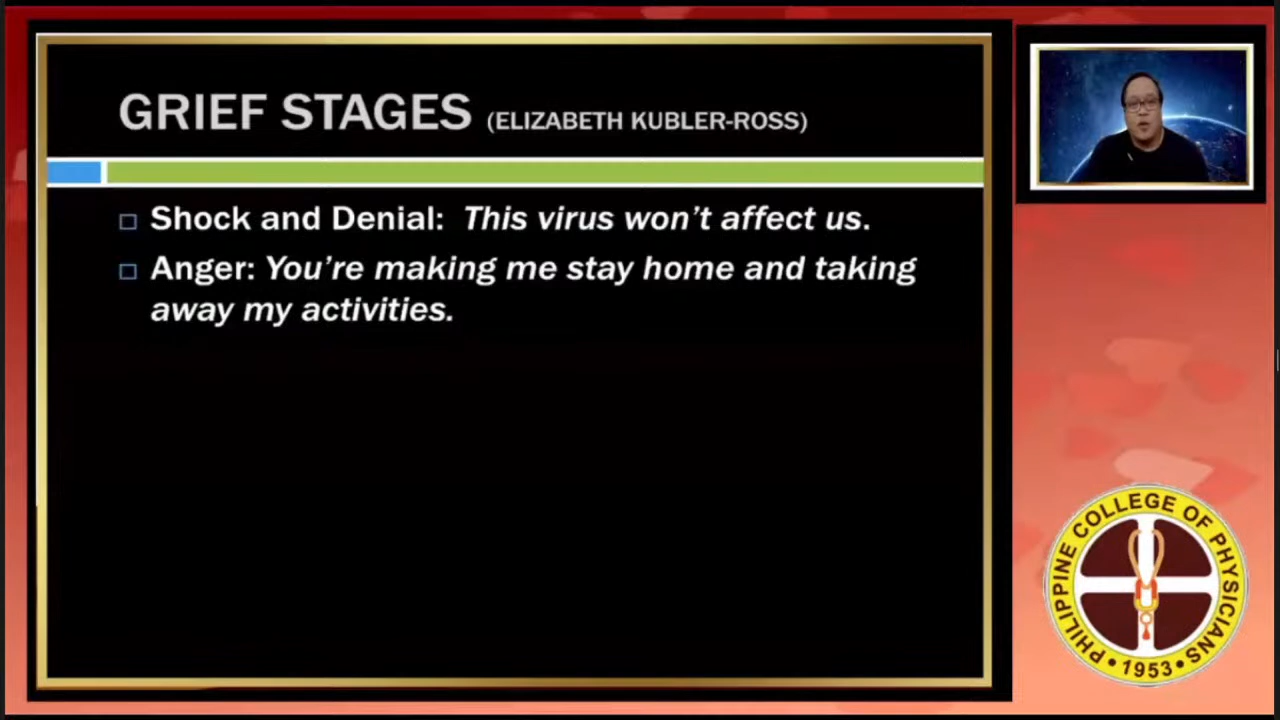 GRIEF STAGES (ELIZABETH KUBLER-ROSS)
Shock and Denial: This virus won’t affect us.
Anger: You’re making me stay home and taking
away my activities.
PHILIPPINE COLLEGE OF PHYSICIANS
• 1953 •